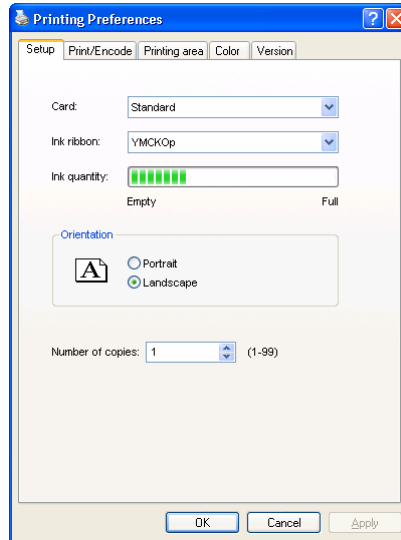 Printing Preferences
Setup Print/Encode Printing area Color Version
Card: Standard
Ink ribbon: YMCKOp
Ink quantity:
Empty Full
Orientation
A Portrait
Landscape
Number of copies: 1 (1-99)
OK Cancel Apply